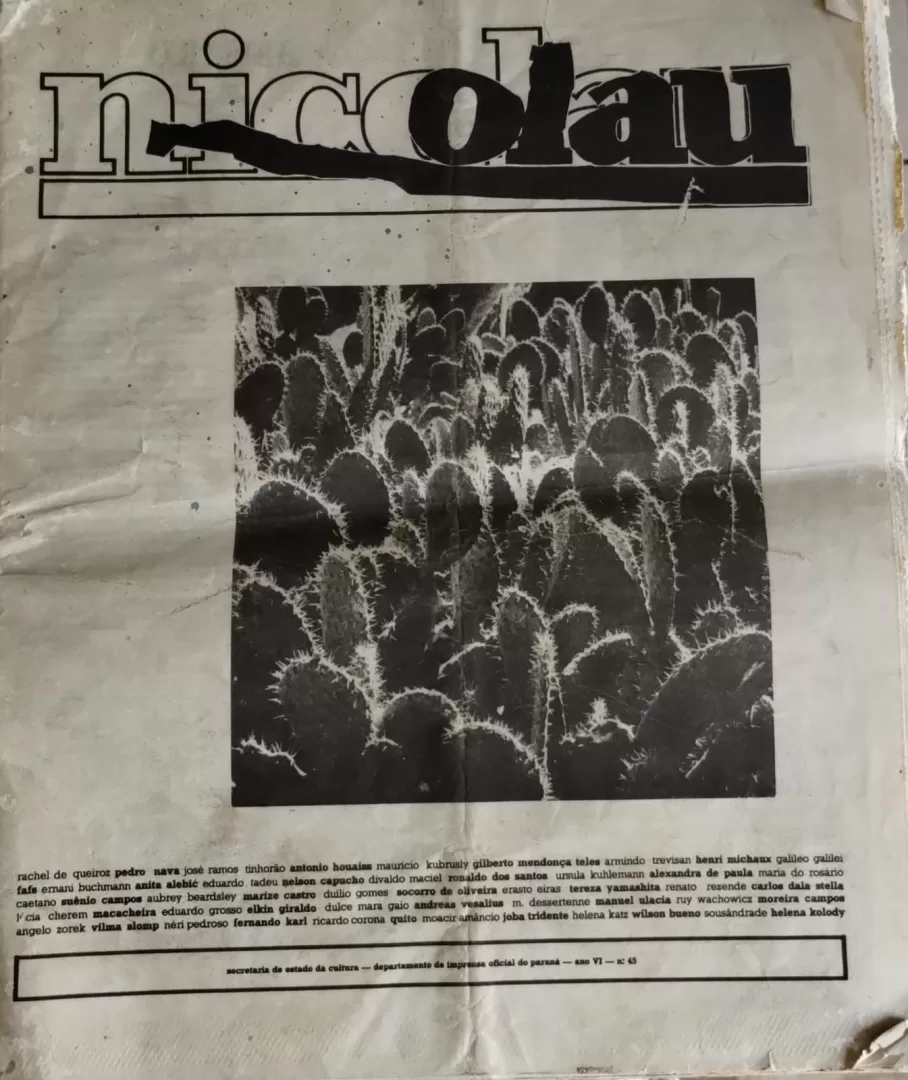 nicolau
rachel de queiroz pedro nava josé ramos tinhorão antonio houaiss mauricio kubrusly gilberto mendonça teles armindo trevisan henri michaux galileo galilei
fafs ernani buchmann anita alebić eduardo tadeu nelson capucho divaldo maciel ronaldo dos santos ursula kuhlemann alexandra de paula maria do rosário
caetano suênio campos aubrey beardsley marize castro duílio gomes socorro de oliveira erasto eiras tereza yamashita renato rezende carlos dala stella
cherem macacheira eduardo grosso elkin giraldo dulce mara gaio andreas vesalius m. dessertenne manuel ulacia ruy wachowicz moreira campos
angelo zorek vilma slomp néri pedroso fernando karl ricardo corona quito moacir amâncio joba tridente helena katz wilson bueno sousândrade helena kolody
secretaria de estado da cultura — departamento de imprensa oficial do paraná — ano VI — nº 45